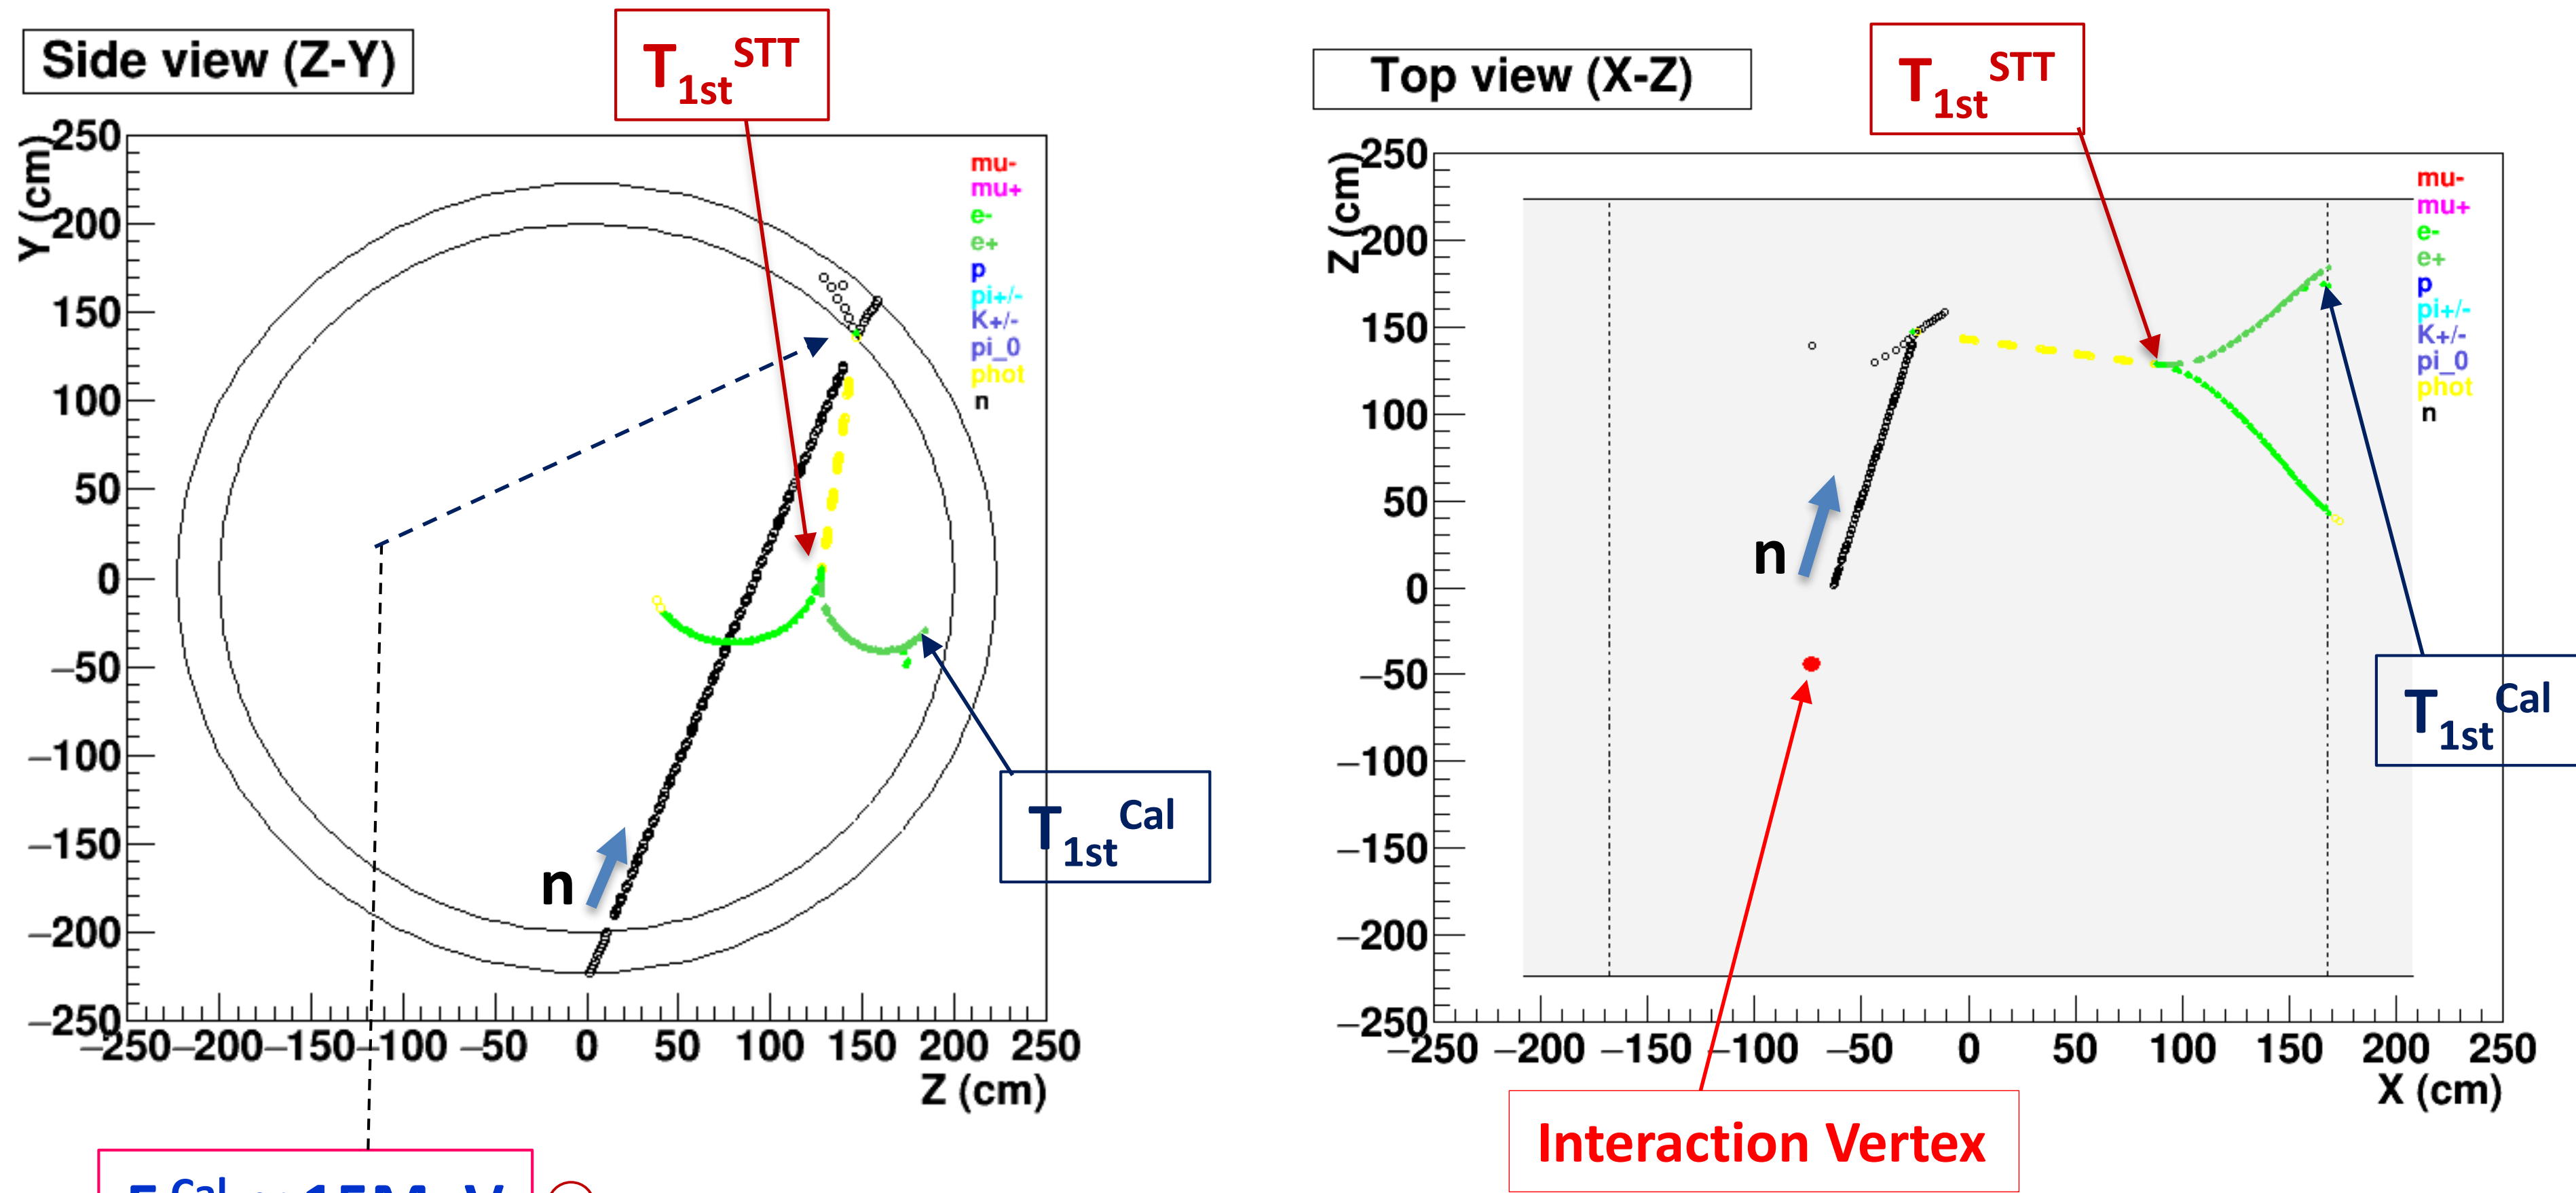 Side view (Z-Y)
T1st STT
Y (cm)
250
200
150
100
50
0
−50
−100
−150
−200
−250
mu-
mu+
e-
e+
p
pi+/-
K+/-
pi_0
phot
n
n
T1st Cal
−250 −200 −150 −100 −50 0 50 100 150 200 250
Z (cm)
Top view (X-Z)
T1st STT
Z (cm)
250
200
150
100
50
0
−50
−100
−150
−200
−250
mu-
mu+
e-
e+
p
pi+/-
K+/-
pi_0
phot
n
n
T1st Cal
−250 −200 −150 −100 −50 0 50 100 150 200 250
X (cm)
Interaction Vertex